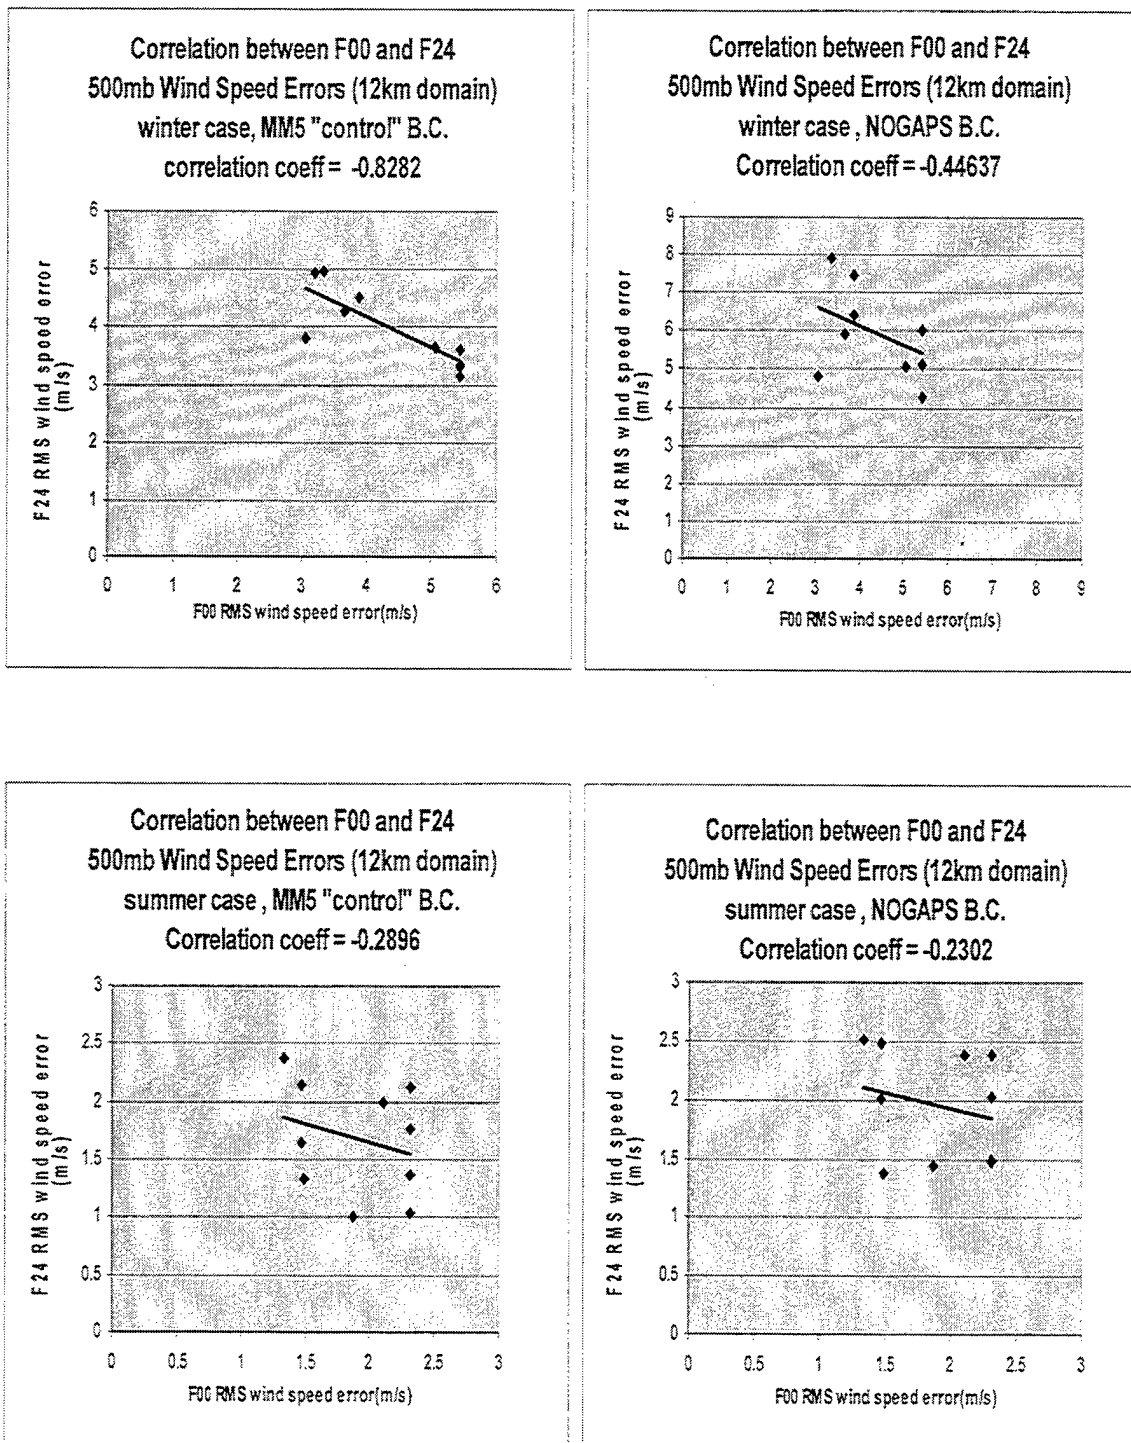 Correlation between F00 and F24
500mb Wind Speed Errors (12km domain)
winter case, MM5 "control" B.C.
correlation coeff = -0.8282
F24 RMS wind speed error
(m/s)
6
5
4
3
2
1
0
0 1 2 3 4 5 6
F00 RMS wind speed error(m/s)
Correlation between F00 and F24
500mb Wind Speed Errors (12km domain)
winter case , NOGAPS B.C.
Correlation coeff = -0.44637
F24 RMS wind speed error
(m/s)
9
8
7
6
5
4
3
2
1
0
0 1 2 3 4 5 6 7 8 9
F00 RMS wind speed error(m/s)
Correlation between F00 and F24
500mb Wind Speed Errors (12km domain)
summer case , MM5 "control" B.C.
Correlation coeff = -0.2896
F24 RMS wind speed error
(m/s)
3
2.5
2
1.5
1
0.5
0
0 0.5 1 1.5 2 2.5 3
F00 RMS wind speed error(m/s)
Correlation between F00 and F24
500mb Wind Speed Errors (12km domain)
summer case , NOGAPS B.C.
Correlation coeff = -0.2302
F24 RMS wind speed error
(m/s)
3
2.5
2
1.5
1
0.5
0
0 0.5 1 1.5 2 2.5 3
F00 RMS wind speed error(m/s)